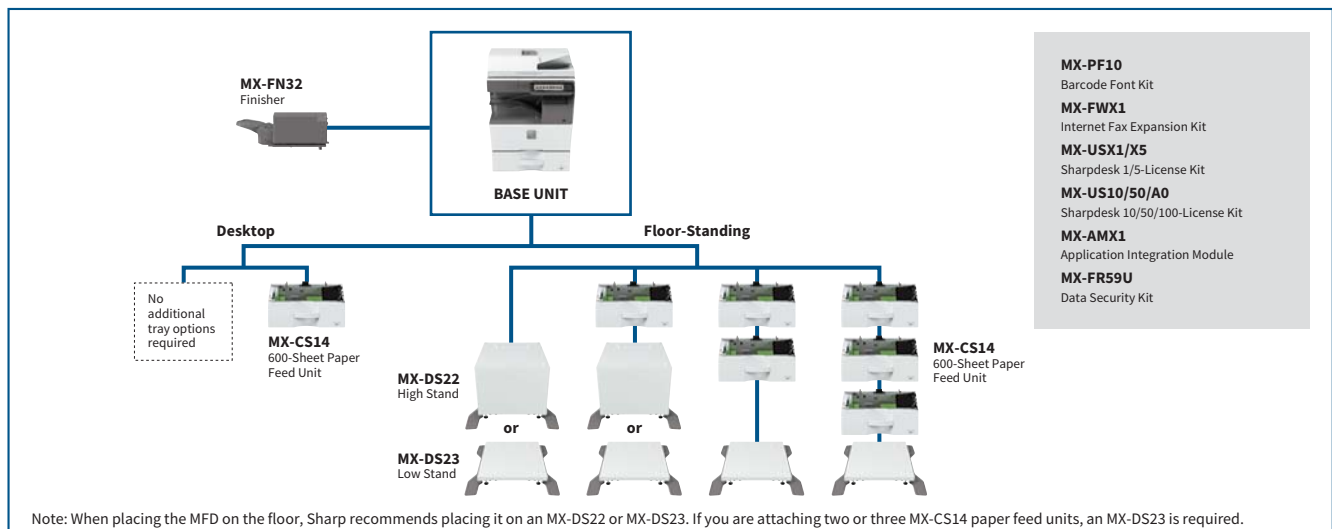 MX-FN32
Finisher
BASE UNIT
Desktop
Floor-Standing
No
additional
tray options
required
MX-CS14
600-Sheet Paper
Feed Unit
MX-DS22
High Stand
or
or
MX-DS23
Low Stand
MX-CS14
600-Sheet Paper
Feed Unit
MX-PF10
Barcode Font Kit
MX-FWX1
Internet Fax Expansion Kit
MX-USX1/X5
Sharpdesk 1/5-License Kit
MX-US10/50/A0
Sharpdesk 10/50/100-License Kit
MX-AMX1
Application Integration Module
MX-FR59U
Data Security Kit
Note: When placing the MFD on the floor, Sharp recommends placing it on an MX-DS22 or MX-DS23. If you are attaching two or three MX-CS14 paper feed units, an MX-DS23 is required.